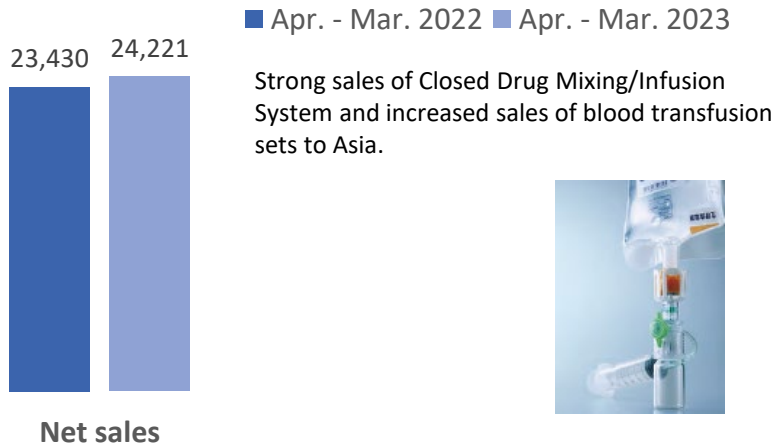 Apr. - Mar. 2022 Apr. - Mar. 2023
23,430
24,221
Strong sales of Closed Drug Mixing/Infusion
System and increased sales of blood transfusion
sets to Asia.
Net sales